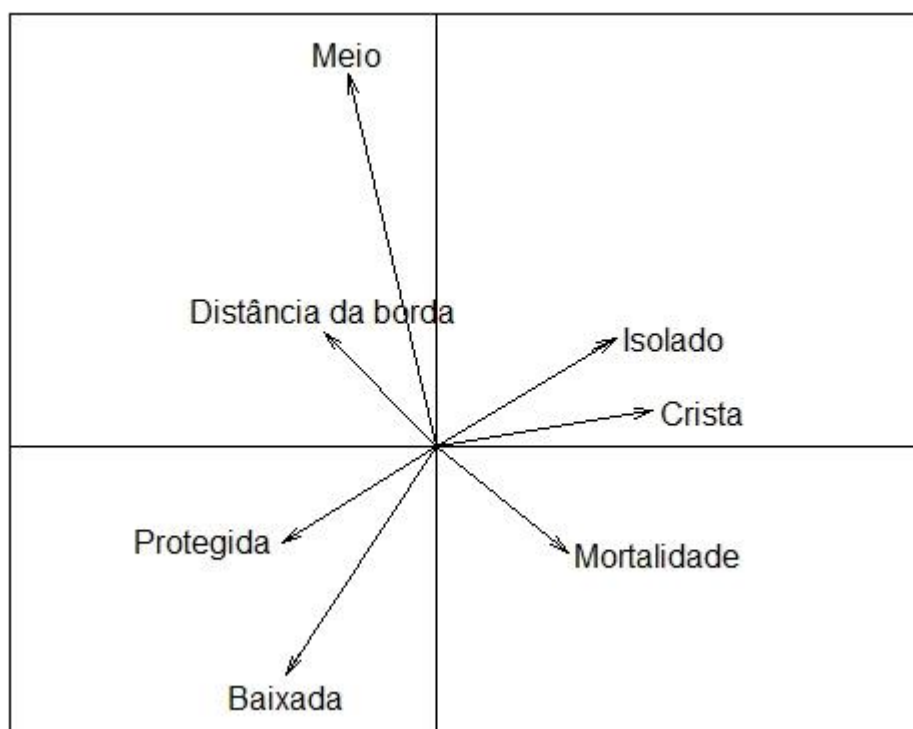 Meio
Distância da borda
Isolado
Crista
Protegida
Mortalidade
Baixada